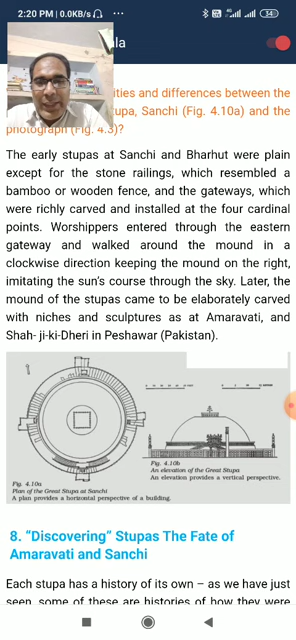 2:20 PM | 0.0KB/s
4G
34
la
ities and differences between the
upa, Sanchi (Fig. 4.10a) and the
photograph (Fig. 4.3)?
The early stupas at Sanchi and Bharhut were plain
except for the stone railings, which resembled a
bamboo or wooden fence, and the gateways, which
were richly carved and installed at the four cardinal
points. Worshippers entered through the eastern
gateway and walked around the mound in a
clockwise direction keeping the mound on the right,
imitating the sun's course through the sky. Later, the
mound of the stupas came to be elaborately carved
with niches and sculptures as at Amaravati, and
Shah- ji-ki-Dheri in Peshawar (Pakistan).
Fig. 4.10a
Plan of the Great Stupa at Sanchi
A plan provides a horizontal perspective of a building.
Fig. 4.10b
An elevation of the Great Stupa
An elevation provides a vertical perspective.
8. “Discovering” Stupas The Fate of
Amaravati and Sanchi
Each stupa has a history of its own – as we have just
seen, some of these are histories of how they were